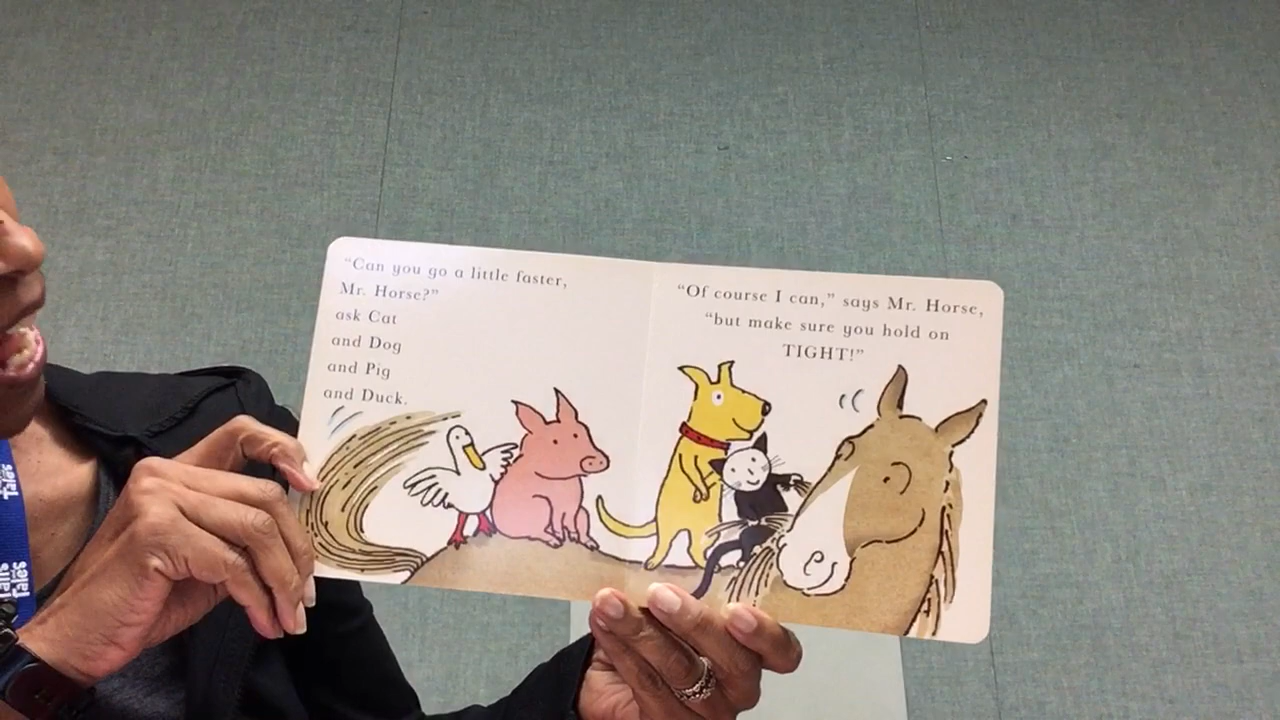 “Can you go a little faster,
Mr. Horse?”
ask Cat
and Dog
and Pig
and Duck.
“Of course I can,” says Mr. Horse,
“but make sure you hold on
TIGHT!”
Tales
Tales